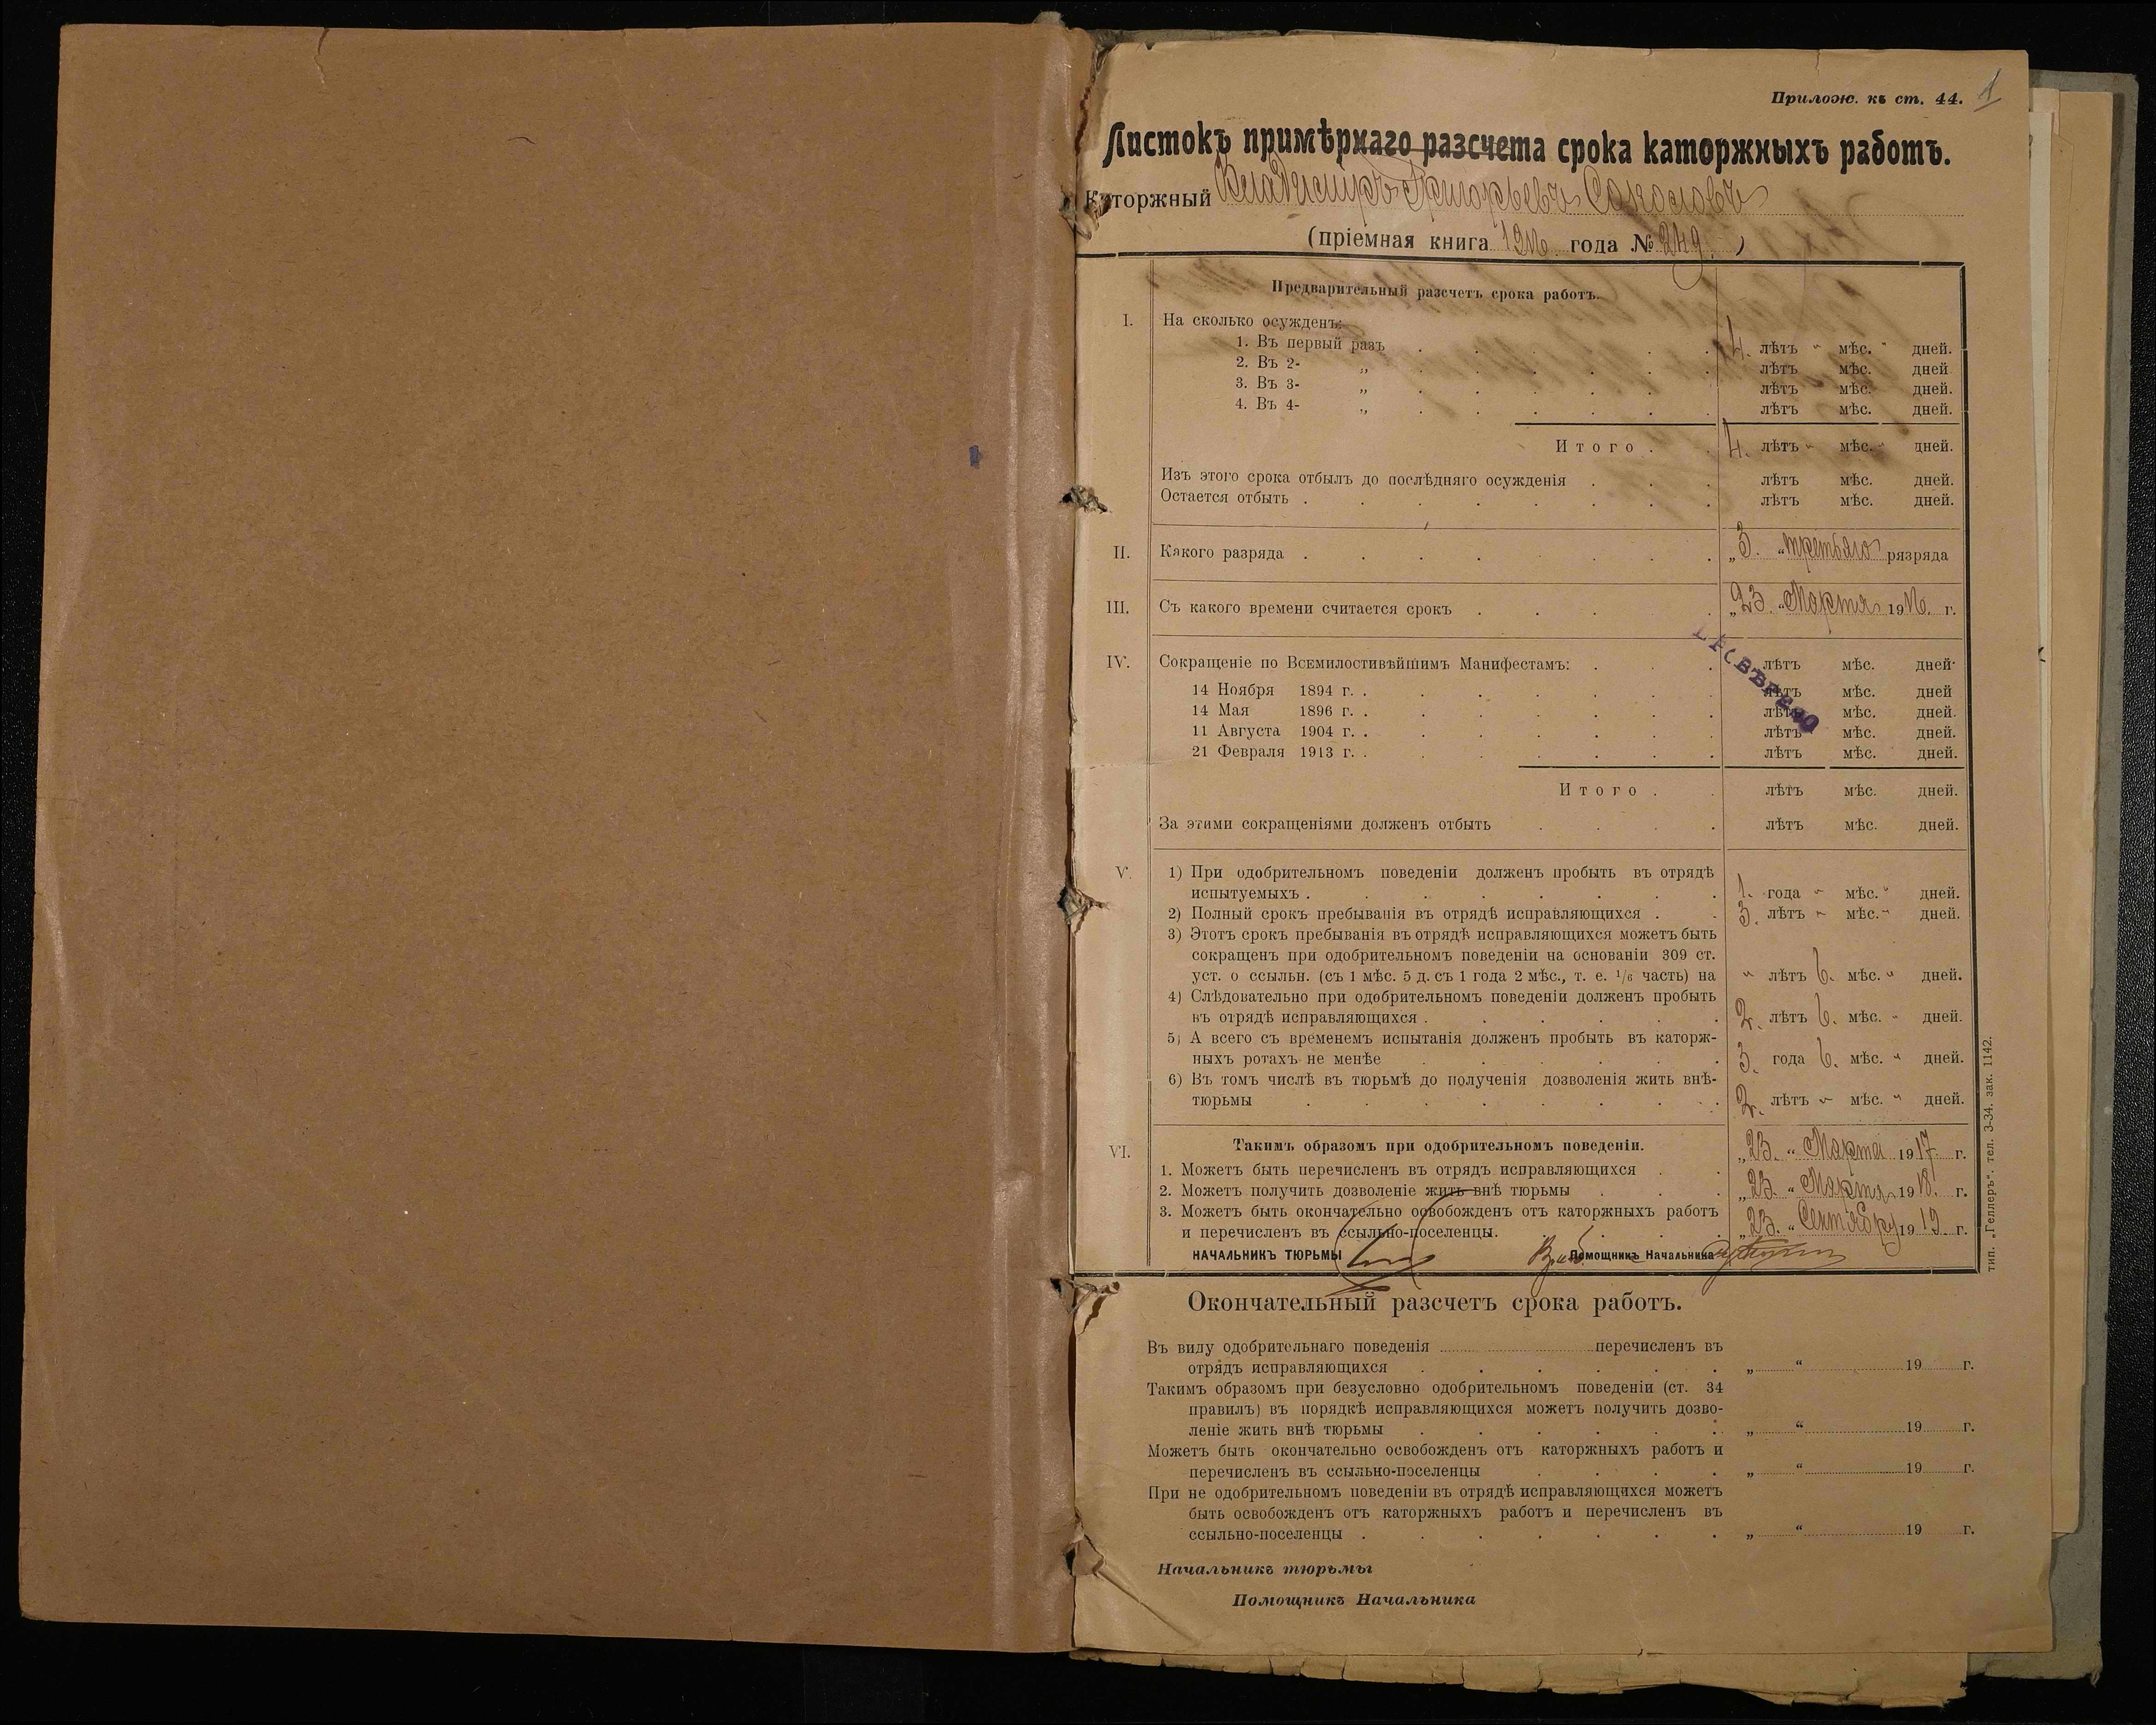 Прилож. къ ст. 44. 1
Листокъ примѣрнаго разсчета срока каторжныхъ работъ.
Каторжный Владимиръ Григорьевъ Соколовъ
(пріемная книга 1916 года № 249.)
Предварительный разсчетъ срока работъ.
I. На сколько осужденъ:
1. Въ первый разъ . . . . . . 4. лѣтъ " мѣс. " дней.
2. Въ 2- „ . . . . . . лѣтъ мѣс. дней
3. Въ 3- „ . . . . . лѣтъ мѣс. дней.
4. Въ 4- „ . . . . . лѣтъ мѣс. дней.
Итого . . 4. лѣтъ " мѣс. " дней.
Изъ этого срока отбылъ до послѣдняго осужденія . . . лѣтъ мѣс. дней.
Остается отбыть . . . . . . . . лѣтъ мѣс. дней.
II. Какого разряда . . . . . . . . „3. “третьяго рязряда
III. Съ какого времени считается срокъ . . . . „23. “Марта 1916. г.
IV. Сокращеніе по Всемилостивѣйшимъ Манифестамъ: . . . лѣтъ мѣс. дней
14 Ноября 1894 г. . . . . . . . лѣтъ мѣс. дней
14 Мая 1896 г. . . . . . . . лѣтъ мѣс. дней.
11 Августа 1904 г. . . . . . . . лѣтъ мѣс. дней.
21 Февраля 1913 г. . . . . . . . лѣтъ мѣс. дней.
Итого . . лѣтъ мѣс. дней.
За этими сокращеніями долженъ отбыть . . . . лѣтъ мѣс. дней.
V. 1) При одобрительномъ поведеніи долженъ пробыть въ отрядѣ
испытуемыхъ . . . . . . . . 1. года " мѣс. " дней.
2) Полный срокъ пребыванія въ отрядѣ исправляющихся . . 3. лѣтъ " мѣс. " дней.
3) Этотъ срокъ пребыванія въ отрядѣ исправляющихся можетъ быть
сокращенъ при одобрительномъ поведеніи на основаніи 309 ст.
уст. о ссыльн. (съ 1 мѣс. 5 д. съ 1 года 2 мѣс., т. е. 1/6 часть) на " лѣтъ 6. мѣс. " дней.
4) Слѣдовательно при одобрительномъ поведеніи долженъ пробыть
въ отрядѣ исправляющихся . . . . . . 2. лѣтъ 6. мѣс. " дней.
5) А всего съ временемъ испытанія долженъ пробыть въ каторж-
ныхъ ротахъ не менѣе . . . . . . 3. года 6. мѣс. " дней.
6) Въ томъ числѣ въ тюрьмѣ до полученія дозволенія жить внѣ-
тюрьмы . . . . . . . . 2. лѣтъ " мѣс. " дней.
VI. Такимъ образомъ при одобрительномъ поведеніи.
1. Можетъ быть перечисленъ въ отрядъ исправляющихся . . „23. “ Марта 1917 г.
2. Можетъ получить дозволеніе жить внѣ тюрьмы . . . „23. “ Марта 1918. г.
3. Можетъ быть окончательно освобожденъ отъ каторжныхъ работъ
и перечисленъ въ ссыльно-поселенцы. . . . . „23. “ Сентября 1919 г.
НАЧАЛЬНИКЪ ТЮРЬМЫ Помощникъ Начальника
Окончательный разсчетъ срока работъ.
Въ виду одобрительнаго поведенія перечисленъ въ
отрядъ исправляющихся . . . . . . „ “ 19 г.
Такимъ образомъ при безусловно одобрительномъ поведеніи (ст. 34
правилъ) въ порядкѣ исправляющихся можетъ получить дозво-
леніе жить внѣ тюрьмы . . . . . . „ “ 19 г.
Можетъ быть окончательно освобожденъ отъ каторжныхъ работъ и
перечисленъ въ ссыльно-поселенцы . . . . „ “ 19 г.
При не одобрительномъ поведеніи въ отрядѣ исправляющихся можетъ
быть освобожденъ отъ каторжныхъ работъ и перечисленъ въ
ссыльно-поселенцы . . . . . . . „ “ 19 г.
Начальникъ тюрьмы
Помощникъ Начальника
тип. „Геллеръ“. тел. 3-34. зак. 1142.